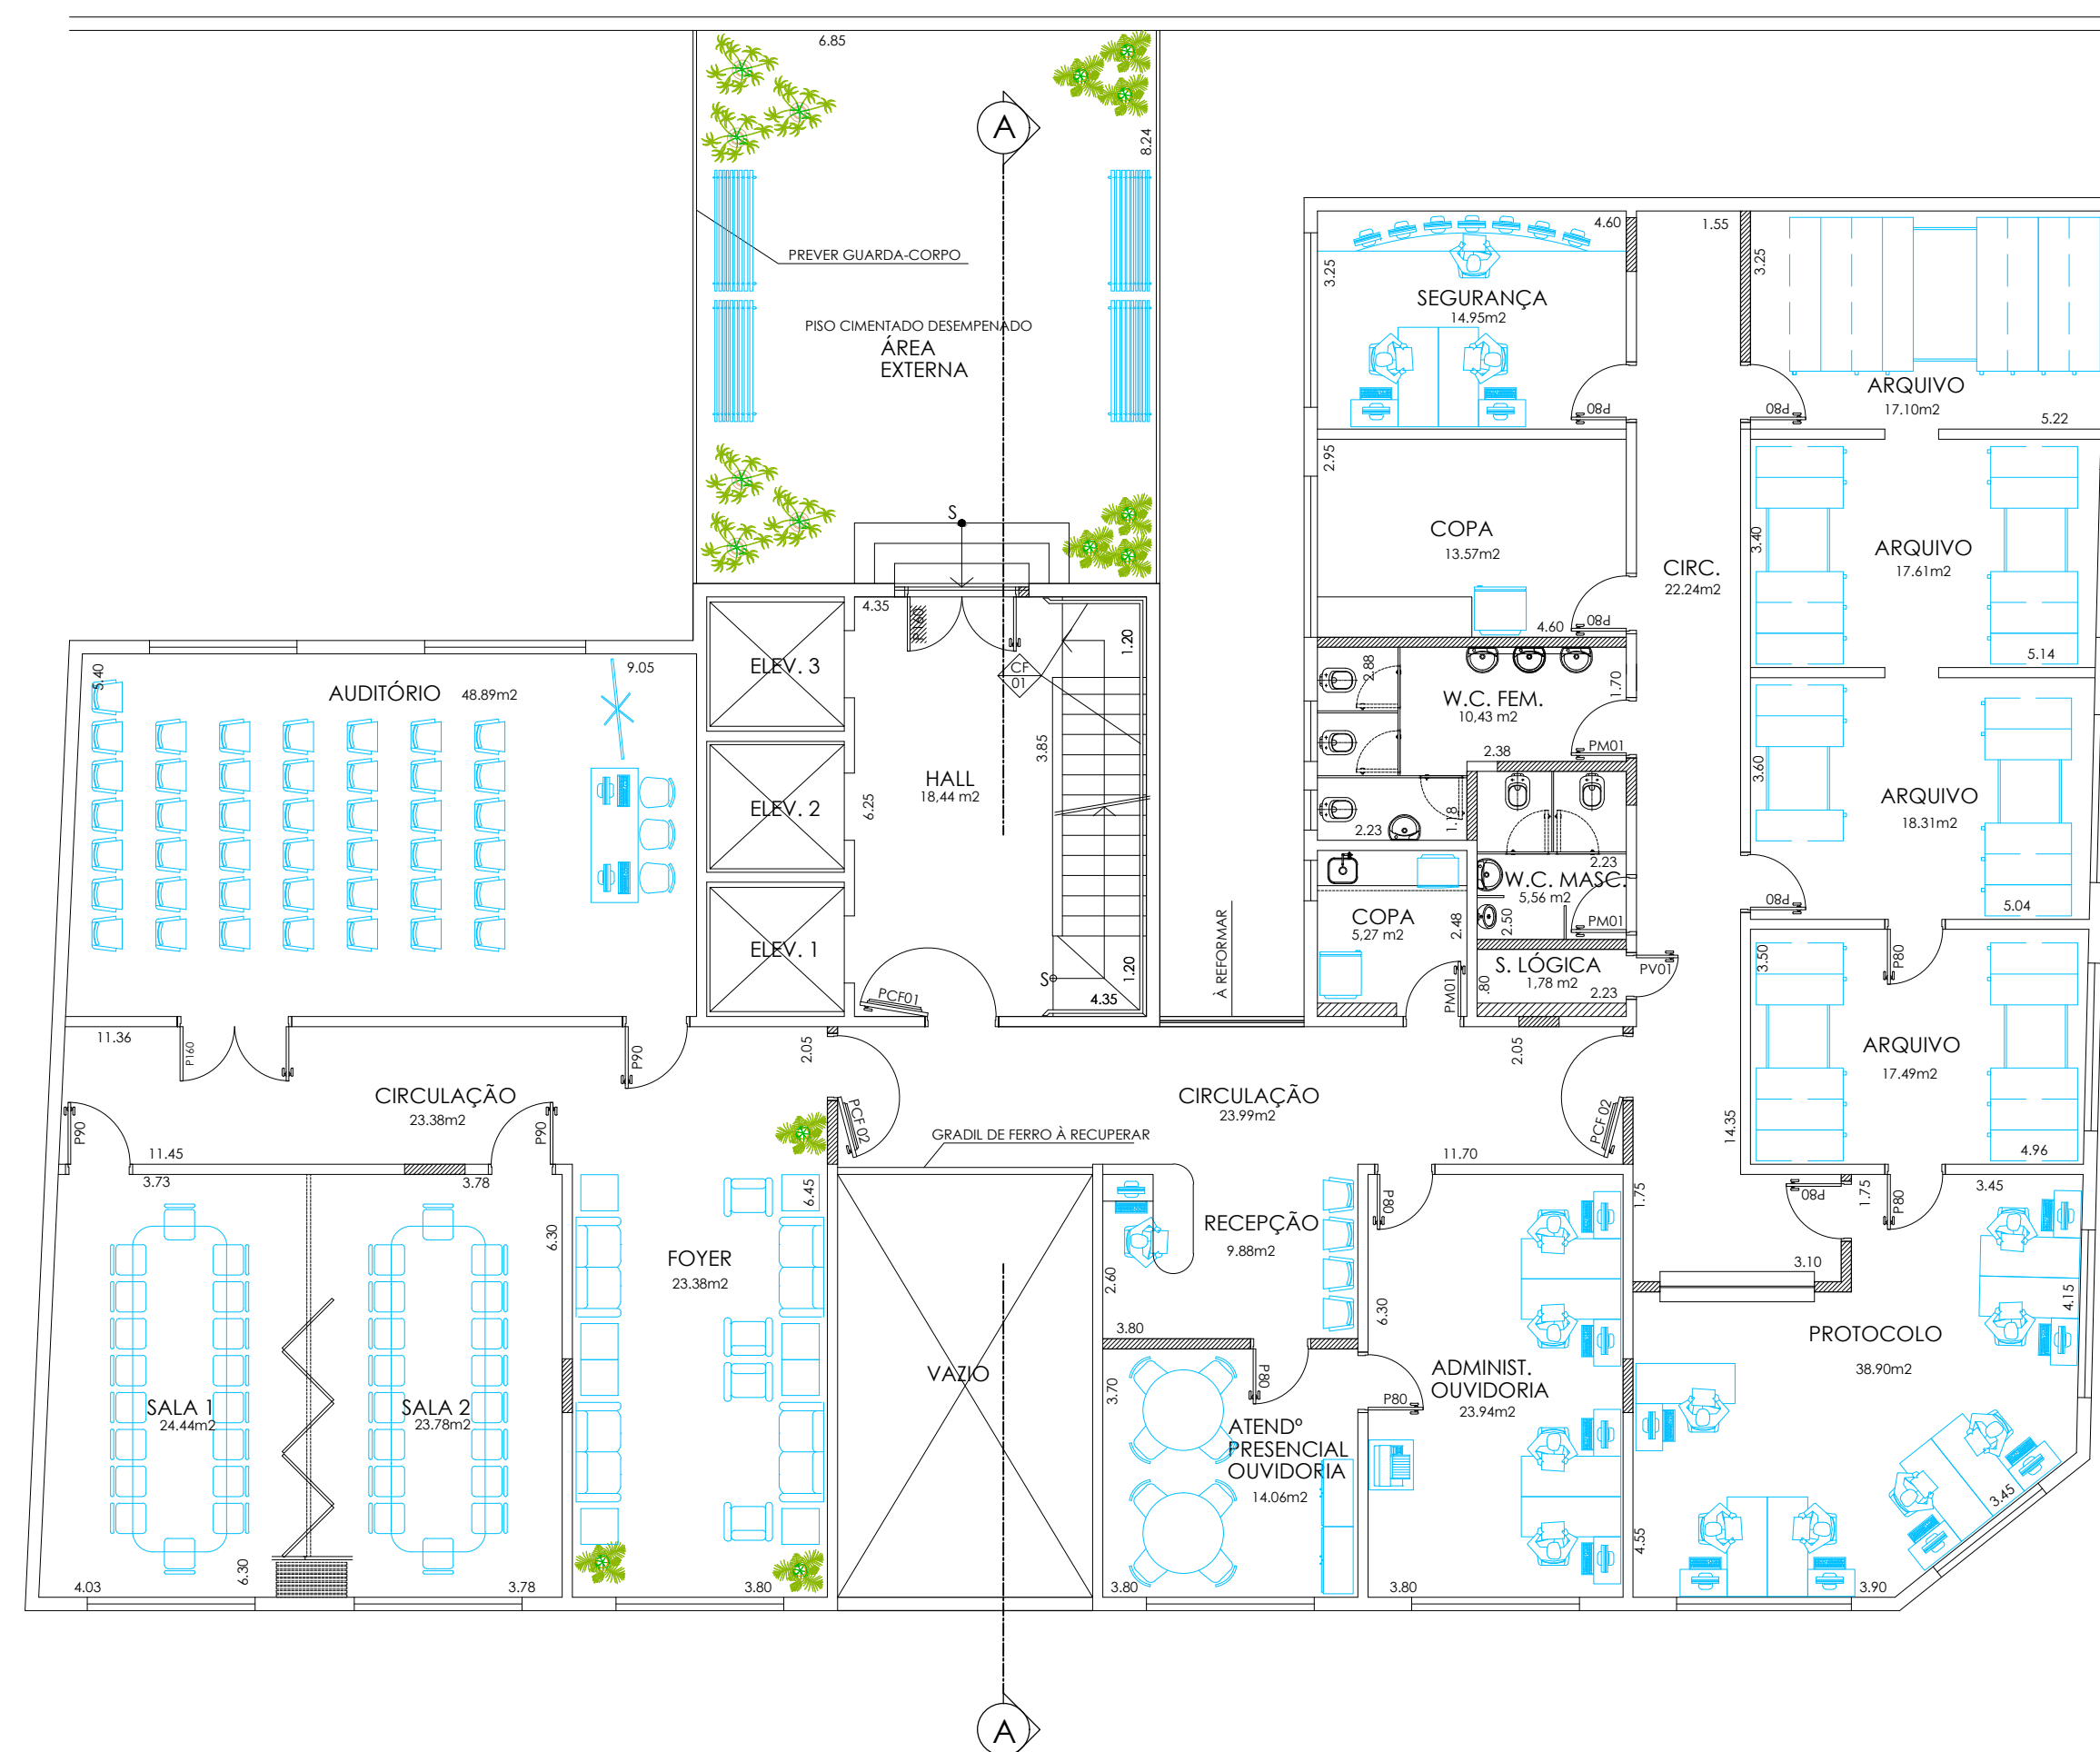 6.85
A
8.24
PREVER GUARDA-CORPO
PISO CIMENTADO DESEMPENADO
ÁREA
EXTERNA
S
4.60
1.55
3.25
3.25
SEGURANÇA
14.95m2
P80
P80
ARQUIVO
17.10m2
5.22
2.95
COPA
13.57m2
4.60
P80
CIRC.
22.24m2
3.40
ARQUIVO
17.61m2
5.14
4.35
P160
1.20
CF
01
ELEV. 3
ELEV. 2
ELEV. 1
HALL
18,44 m2
6.25
3.85
S
1.20
4.35
PCF01
5.40
9.05
AUDITÓRIO 48.89m2
2.88
W.C. FEM.
10,43 m2
1.70
PM01
2.38
2.23
1.18
2.23
W.C. MASC.
5,56 m2
2.50
PM01
COPA
5,27 m2
2.48
PM01
S. LÓGICA
1,78 m2
.80
2.23
PV01
3.60
ARQUIVO
18.31m2
5.04
P80
P80
3.50
ARQUIVO
17.49m2
4.96
À REFORMAR
11.36
P160
P90
2.05
CIRCULAÇÃO
23.38m2
P90
P90
11.45
PCF 02
CIRCULAÇÃO
23.99m2
2.05
PCF 02
GRADIL DE FERRO À RECUPERAR
11.70
14.35
3.73
3.78
6.30
6.45
SALA 1
24.44m2
SALA 2
23.78m2
4.03
6.30
3.78
FOYER
23.38m2
3.80
VAZIO
RECEPÇÃO
9.88m2
2.60
3.80
P80
6.30
P80
3.70
ATENDº
PRESENCIAL
OUVIDORIA
14.06m2
3.80
P80
ADMINIST.
OUVIDORIA
23.94m2
3.80
1.75
P80
1.75
P80
3.45
3.10
4.15
PROTOCOLO
38.90m2
3.45
4.55
3.90
A